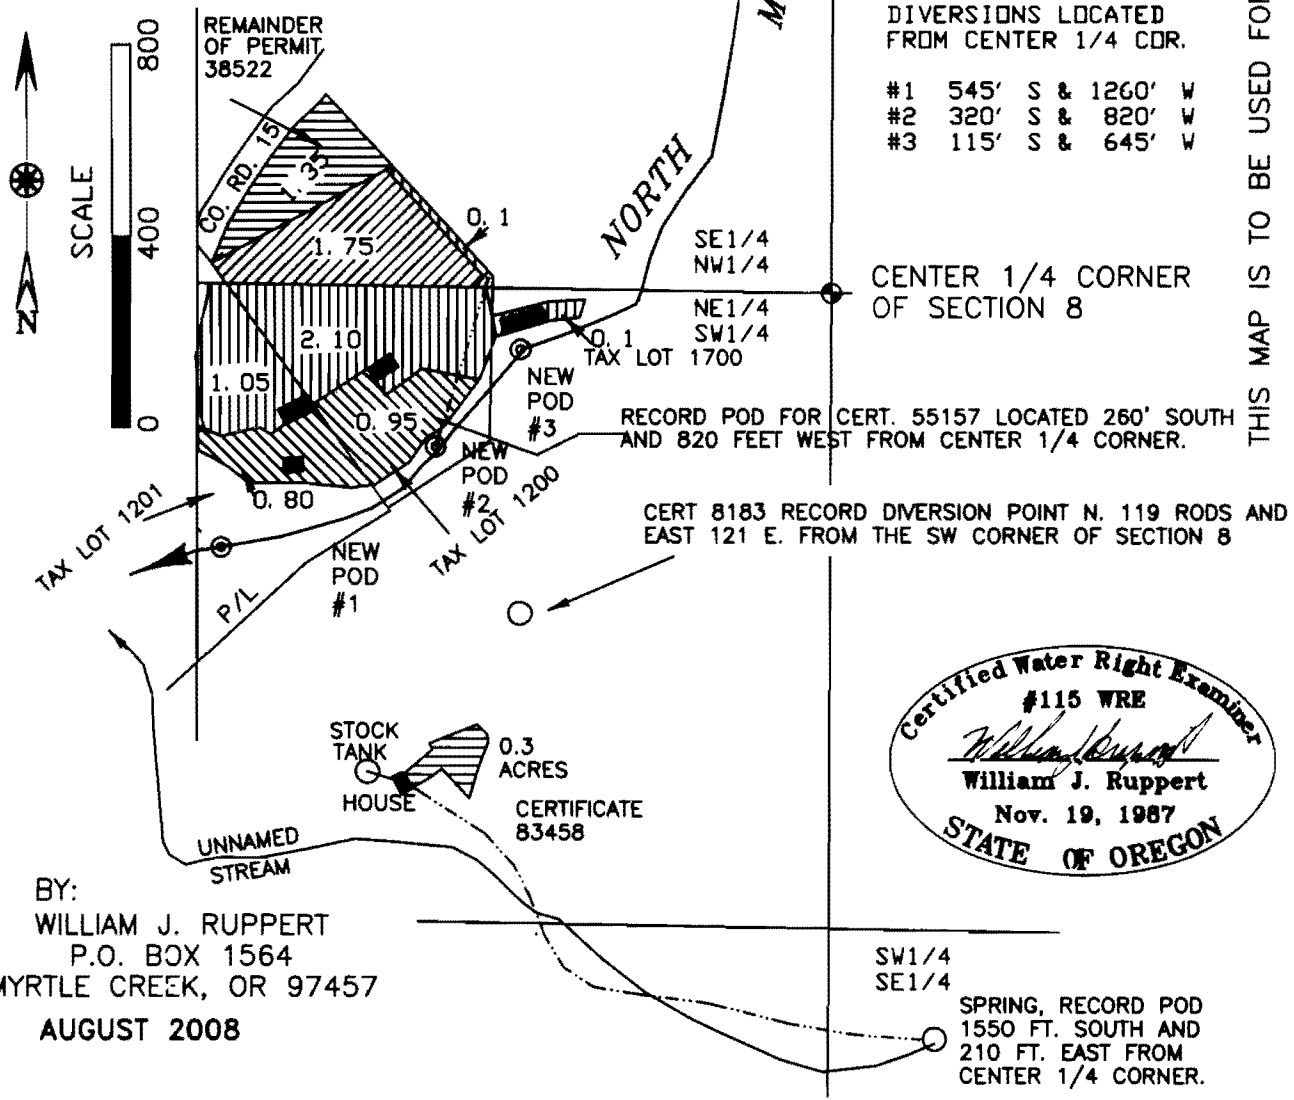 REMAINDER
OF PERMIT
38522
SCALE
800
400
0
N
CO. RD. 15
1.35
1.75
0.1
2.10
1.05
0.95
0.80
0.1
M
NORTH
DIVERSIONS LOCATED
FROM CENTER 1/4 COR.
#1 545' S & 1260' W
#2 320' S & 820' W
#3 115' S & 645' W
THIS MAP IS TO BE USED FOR
SE1/4
NW1/4
NE1/4
SW1/4
CENTER 1/4 CORNER
OF SECTION 8
TAX LOT 1700
NEW
POD
#3
RECORD POD FOR CERT. 55157 LOCATED 260' SOUTH
AND 820 FEET WEST FROM CENTER 1/4 CORNER.
NEW
POD
#2
TAX LOT 1200
TAX LOT 1201
NEW
POD
#1
P/L
CERT 8183 RECORD DIVERSION POINT N. 119 RODS AND
EAST 121 E. FROM THE SW CORNER OF SECTION 8
STOCK
TANK
HOUSE
0.3
ACRES
CERTIFICATE
83458
UNNAMED
STREAM
Certified Water Right Examiner
#115 WRE
William J. Ruppert
William J. Ruppert
Nov. 19, 1987
STATE OF OREGON
BY:
WILLIAM J. RUPPERT
P.O. BOX 1564
MYRTLE CREEK, OR 97457
AUGUST 2008
SW1/4
SE1/4
SPRING, RECORD POD
1550 FT. SOUTH AND
210 FT. EAST FROM
CENTER 1/4 CORNER.